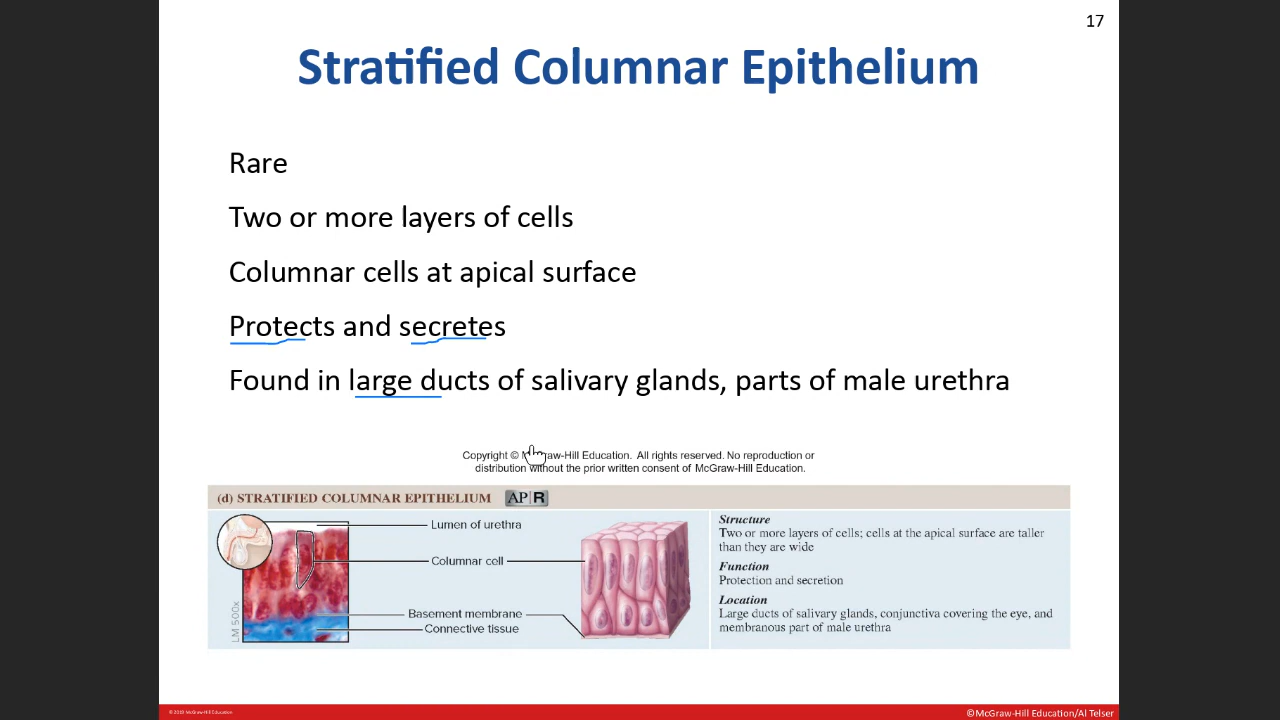 17
Stratified Columnar Epithelium
Rare
Two or more layers of cells
Columnar cells at apical surface
Protects and secretes
Found in large ducts of salivary glands, parts of male urethra
Copyright © McGraw-Hill Education. All rights reserved. No reproduction or
distribution without the prior written consent of McGraw-Hill Education.
(d) STRATIFIED COLUMNAR EPITHELIUM AP|R
Lumen of urethra
Columnar cell
Basement membrane
Connective tissue
LM 500x
Structure
Two or more layers of cells; cells at the apical surface are taller
than they are wide
Function
Protection and secretion
Location
Large ducts of salivary glands, conjunctiva covering the eye, and
membranous part of male urethra
McGraw-Hill Education
©McGraw-Hill Education/Al Telser